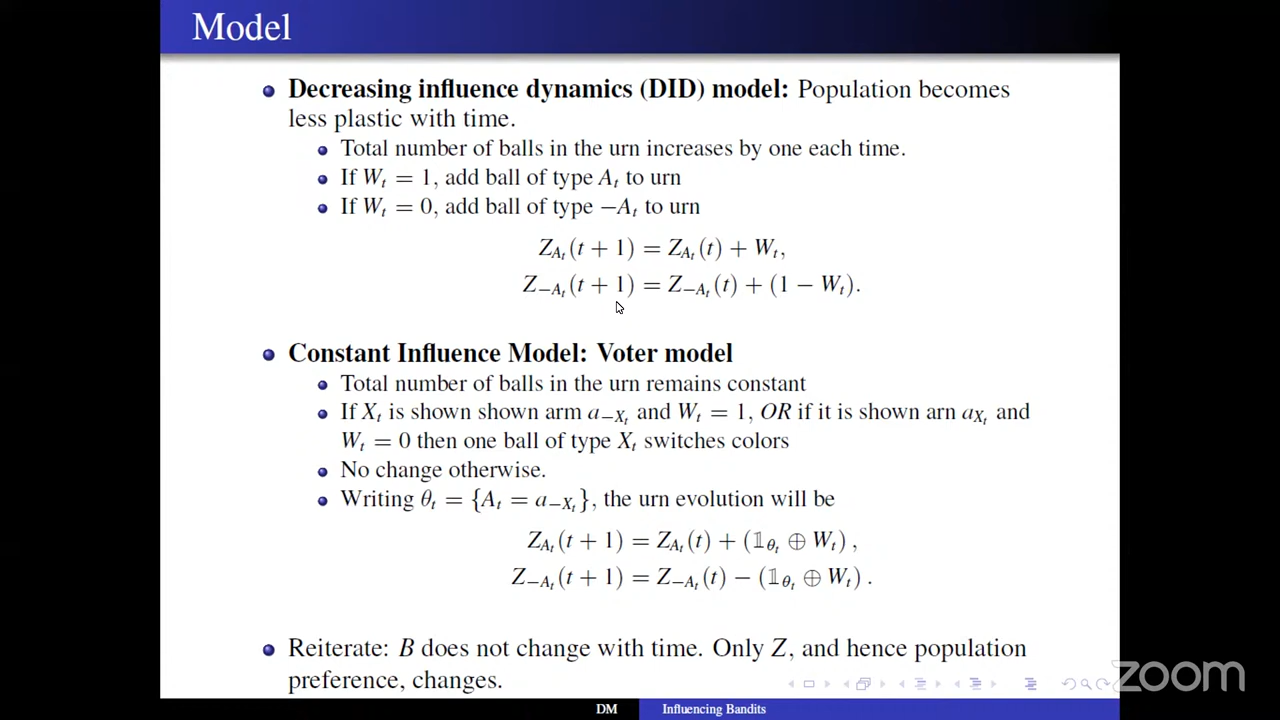 Model
Decreasing influence dynamics (DID) model: Population becomes
less plastic with time.
Total number of balls in the urn increases by one each time.
If W_t = 1, add ball of type A_t to urn
If W_t = 0, add ball of type −A_t to urn
Z_{A_t}(t + 1) = Z_{A_t}(t) + W_t,
Z_{−A_t}(t + 1) = Z_{−A_t}(t) + (1 − W_t).
Constant Influence Model: Voter model
Total number of balls in the urn remains constant
If X_t is shown shown arm a_{−X_t} and W_t = 1, OR if it is shown arn a_{X_t} and
W_t = 0 then one ball of type X_t switches colors
No change otherwise.
Writing θ_t = {A_t = a_{−X_t}}, the urn evolution will be
Z_{A_t}(t + 1) = Z_{A_t}(t) + (𝟙_{θ_t} ⊕ W_t) ,
Z_{−A_t}(t + 1) = Z_{−A_t}(t) − (𝟙_{θ_t} ⊕ W_t) .
Reiterate: B does not change with time. Only Z, and hence population
preference, changes.
zoom
DM Influencing Bandits